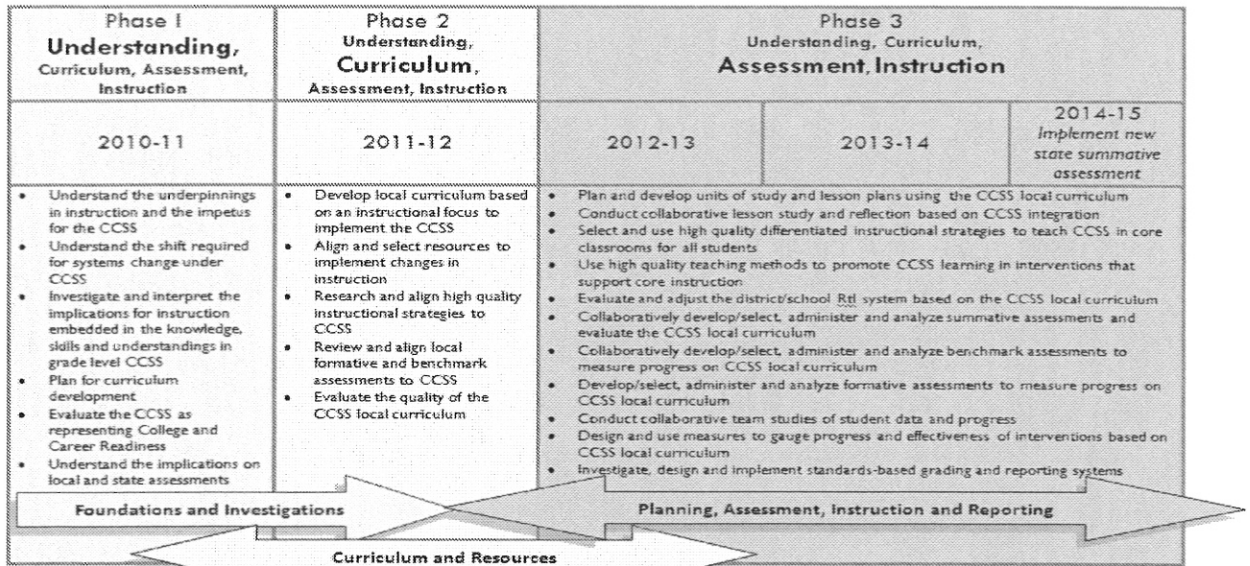 Phase 1
Understanding,
Curriculum, Assessment,
Instruction
Phase 2
Understanding,
Curriculum,
Assessment, Instruction
Phase 3
Understanding, Curriculum,
Assessment, Instruction
2010-11
2011-12
2012-13
2013-14
2014-15
Implement new
state summative
assessment
• Understand the underpinnings
in instruction and the impetus
for the CCSS
• Understand the shift required
for systems change under
CCSS
• Investigate and interpret the
implications for instruction
embedded in the knowledge,
skills and understandings in
grade level CCSS
• Plan for curriculum
development
• Evaluate the CCSS as
representing College and
Career Readiness
• Understand the implications on
local and state assessments
• Develop local curriculum based
on an instructional focus to
implement the CCSS
• Align and select resources to
implement changes in
instruction
• Research and align high quality
instructional strategies to
CCSS
• Review and align local
formative and benchmark
assessments to CCSS
• Evaluate the quality of the
CCSS local curriculum
• Plan and develop units of study and lesson plans using the CCSS local curriculum
• Conduct collaborative lesson study and reflection based on CCSS integration
• Select and use high quality differentiated instructional strategies to teach CCSS in core
classrooms for all students
• Use high quality teaching methods to promote CCSS learning in interventions that
support core instruction
• Evaluate and adjust the district/school RtI system based on the CCSS local curriculum
• Collaboratively develop/select, administer and analyze summative assessments and
evaluate the CCSS local curriculum
• Collaboratively develop/select, administer and analyze benchmark assessments to
measure progress on CCSS local curriculum
• Develop/select, administer and analyze formative assessments to measure progress on
CCSS local curriculum
• Conduct collaborative team studies of student data and progress
• Design and use measures to gauge progress and effectiveness of interventions based on
CCSS local curriculum
• Investigate, design and implement standards-based grading and reporting systems
Foundations and Investigations
Planning, Assessment, Instruction and Reporting
Curriculum and Resources